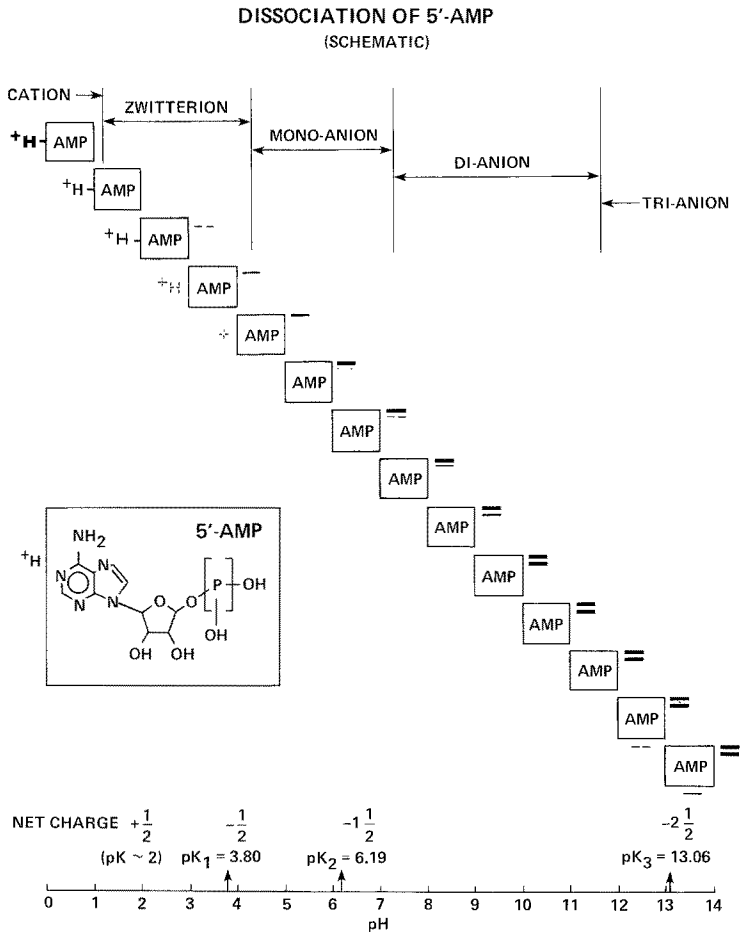 DISSOCIATION OF 5′-AMP
(SCHEMATIC)
CATION
ZWITTERION
MONO-ANION
DI-ANION
TRI-ANION
+H- AMP
+H- AMP
+H- AMP
+H AMP
+ AMP
AMP
AMP
AMP
AMP
AMP
AMP
AMP
AMP
AMP
5′-AMP
NH2
+H
N N
N N
O O P OH
OH
OH OH
NET CHARGE +1/2 -1/2 -1 1/2 -2 1/2
(pK ~ 2) pK1 = 3.80 pK2 = 6.19 pK3 = 13.06
0 1 2 3 4 5 6 7 8 9 10 11 12 13 14
pH